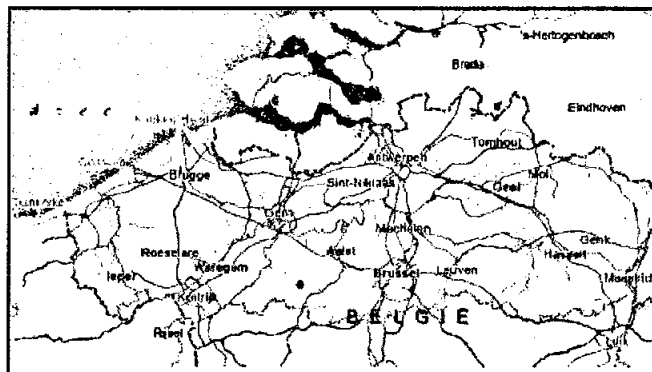 's-Hertogenbosch
Breda
Eindhoven
Antwerpen
Turnhout
Brugge
Sint-Niklaas
Geel
Mol
Gent
Mechelen
Genk
Roeselare
Aalst
Hasselt
Waregem
Ieper
Brussel
Leuven
Kortrijk
BELGIË
Luik